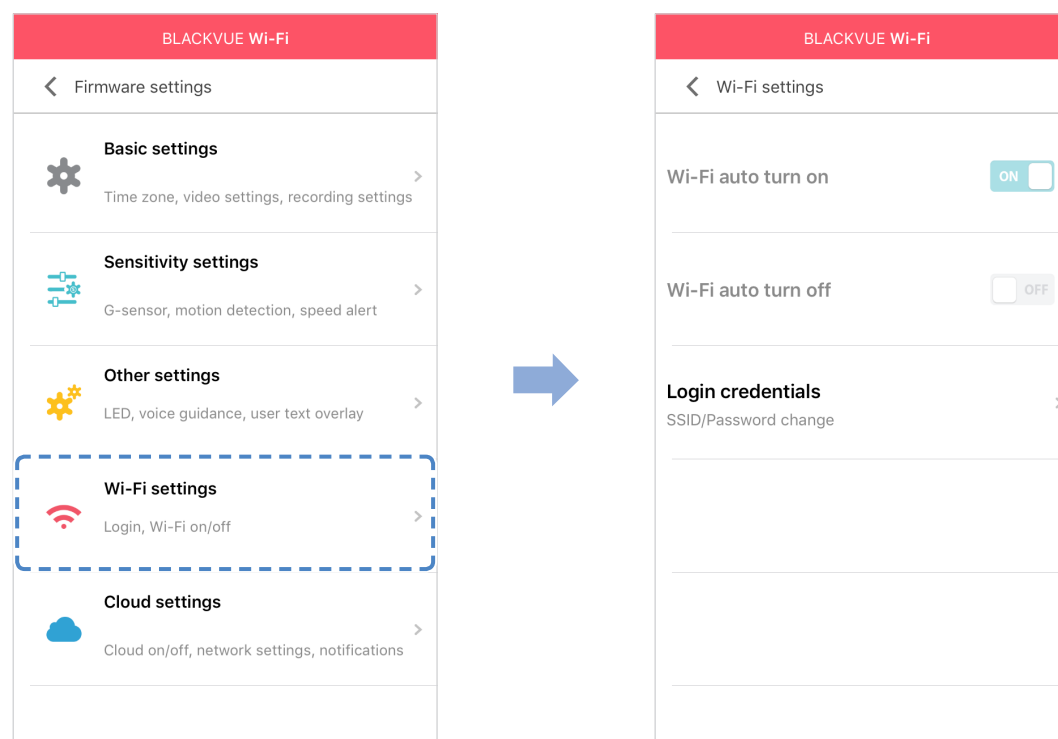 BLACKVUE Wi-Fi
Firmware settings
Basic settings
Time zone, video settings, recording settings
Sensitivity settings
G-sensor, motion detection, speed alert
Other settings
LED, voice guidance, user text overlay
Wi-Fi settings
Login, Wi-Fi on/off
Cloud settings
Cloud on/off, network settings, notifications
BLACKVUE Wi-Fi
Wi-Fi settings
Wi-Fi auto turn on
ON
Wi-Fi auto turn off
OFF
Login credentials
SSID/Password change